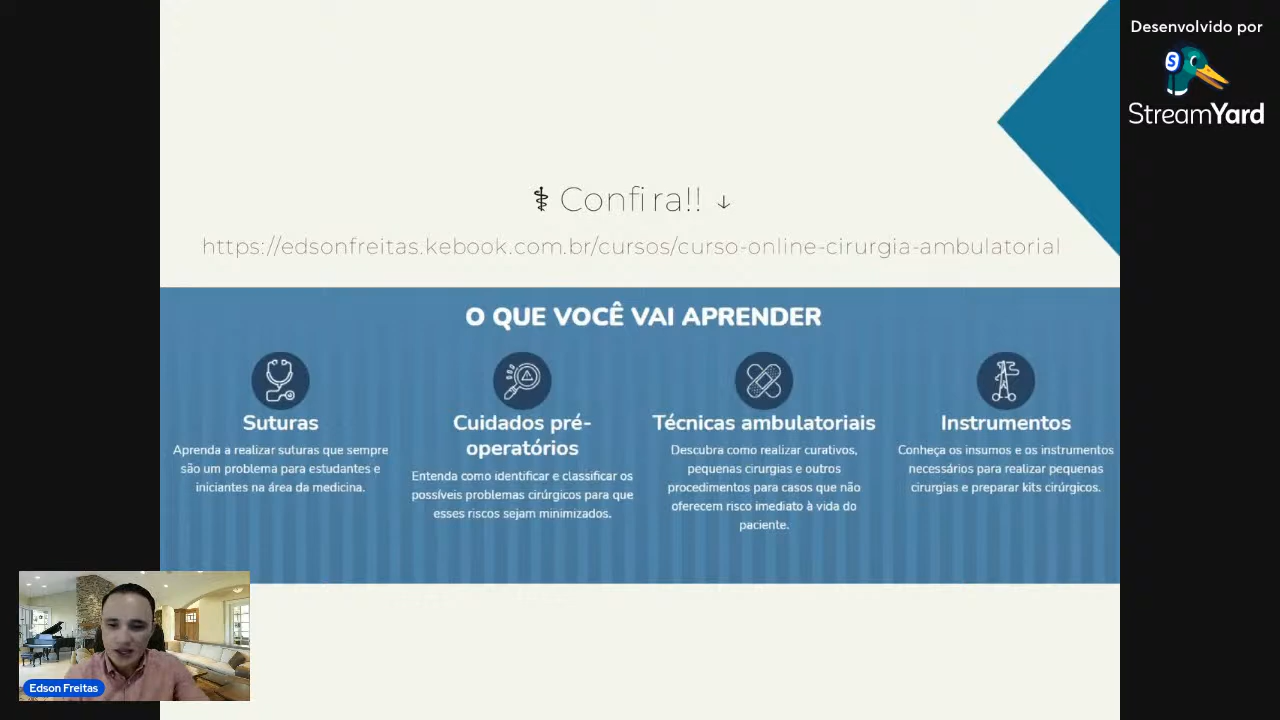 Desenvolvido por
StreamYard
⚕ Confira!! ↓
https://edsonfreitas.kebook.com.br/cursos/curso-online-cirurgia-ambulatorial
O QUE VOCÊ VAI APRENDER
Suturas
Aprenda a realizar suturas que sempre
são um problema para estudantes e
iniciantes na área da medicina.
Cuidados pré-
operatórios
Entenda como identificar e classificar os
possíveis problemas cirúrgicos para que
esses riscos sejam minimizados.
Técnicas ambulatoriais
Descubra como realizar curativos,
pequenas cirurgias e outros
procedimentos para casos que não
oferecem risco imediato à vida do
paciente.
Instrumentos
Conheça os insumos e os instrumentos
necessários para realizar pequenas
cirurgias e preparar kits cirúrgicos.
Edson Freitas